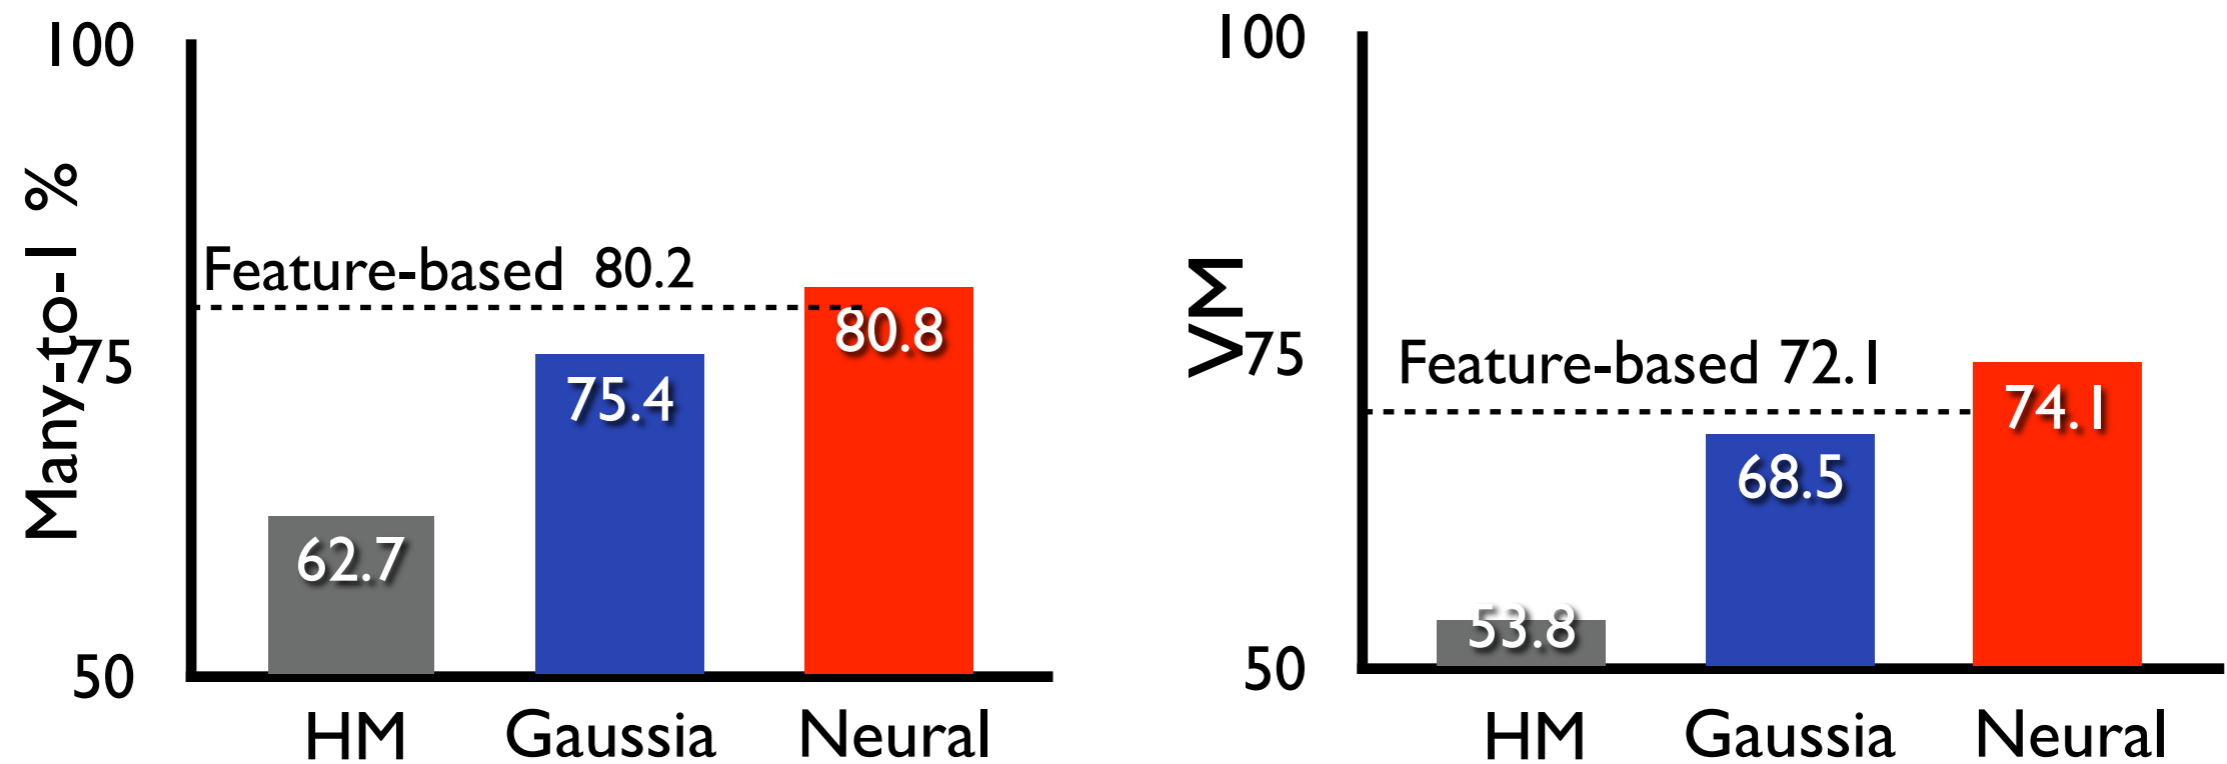 100
Many-to-1 %
Feature-based 80.2
80.8
75
75.4
62.7
50
HM Gaussia Neural
100
VM
75
Feature-based 72.1
74.1
68.5
53.8
50
HM Gaussia Neural